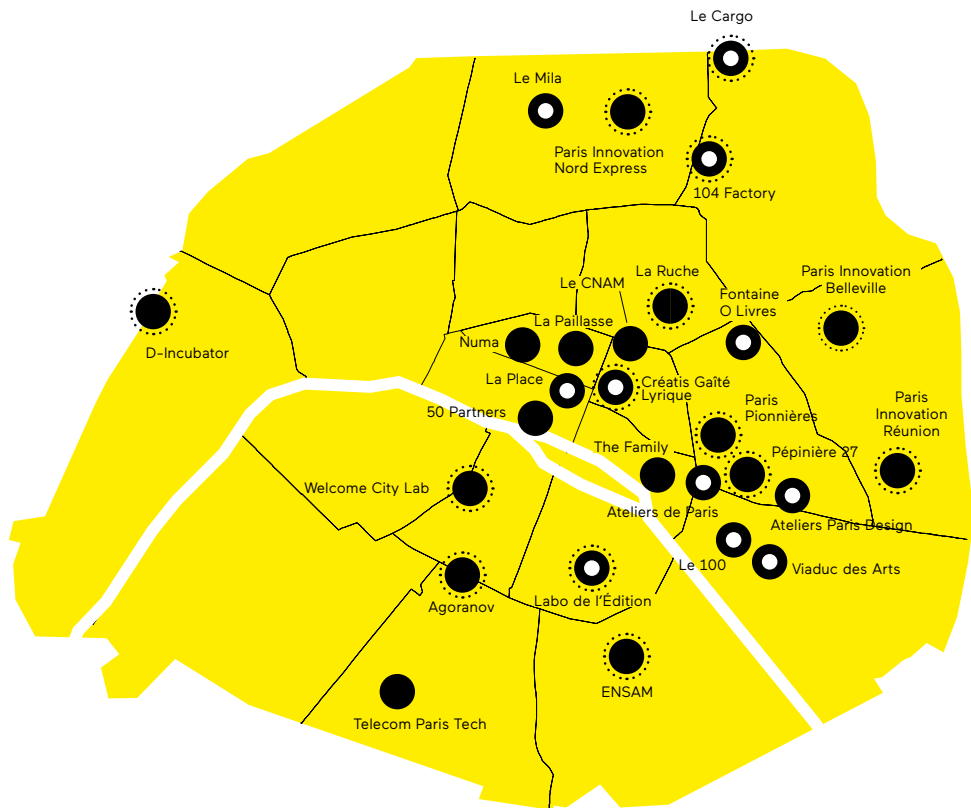 Le Cargo
Le Mila
Paris Innovation
Nord Express
104 Factory
La Ruche
Paris Innovation
Belleville
Le CNAM
Fontaine
O Livres
La Paillasse
Numa
D-Incubator
La Place
Créatis Gaîté
Lyrique
Paris
Pionnières
Paris
Innovation
Réunion
50 Partners
The Family
Pépinière 27
Welcome City Lab
Ateliers de Paris
Ateliers Paris Design
Le 100
Viaduc des Arts
Agoranov
Labo de l'Édition
ENSAM
Telecom Paris Tech